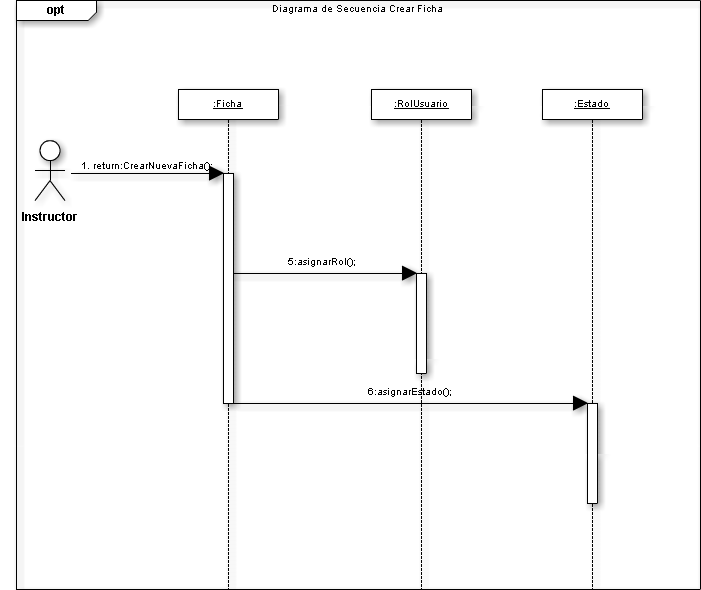 opt
Diagrama de Secuencia Crear Ficha
:Ficha
:RolUsuario
:Estado
1. return:CrearNuevaFicha();
Instructor
5:asignarRol();
6:asignarEstado();